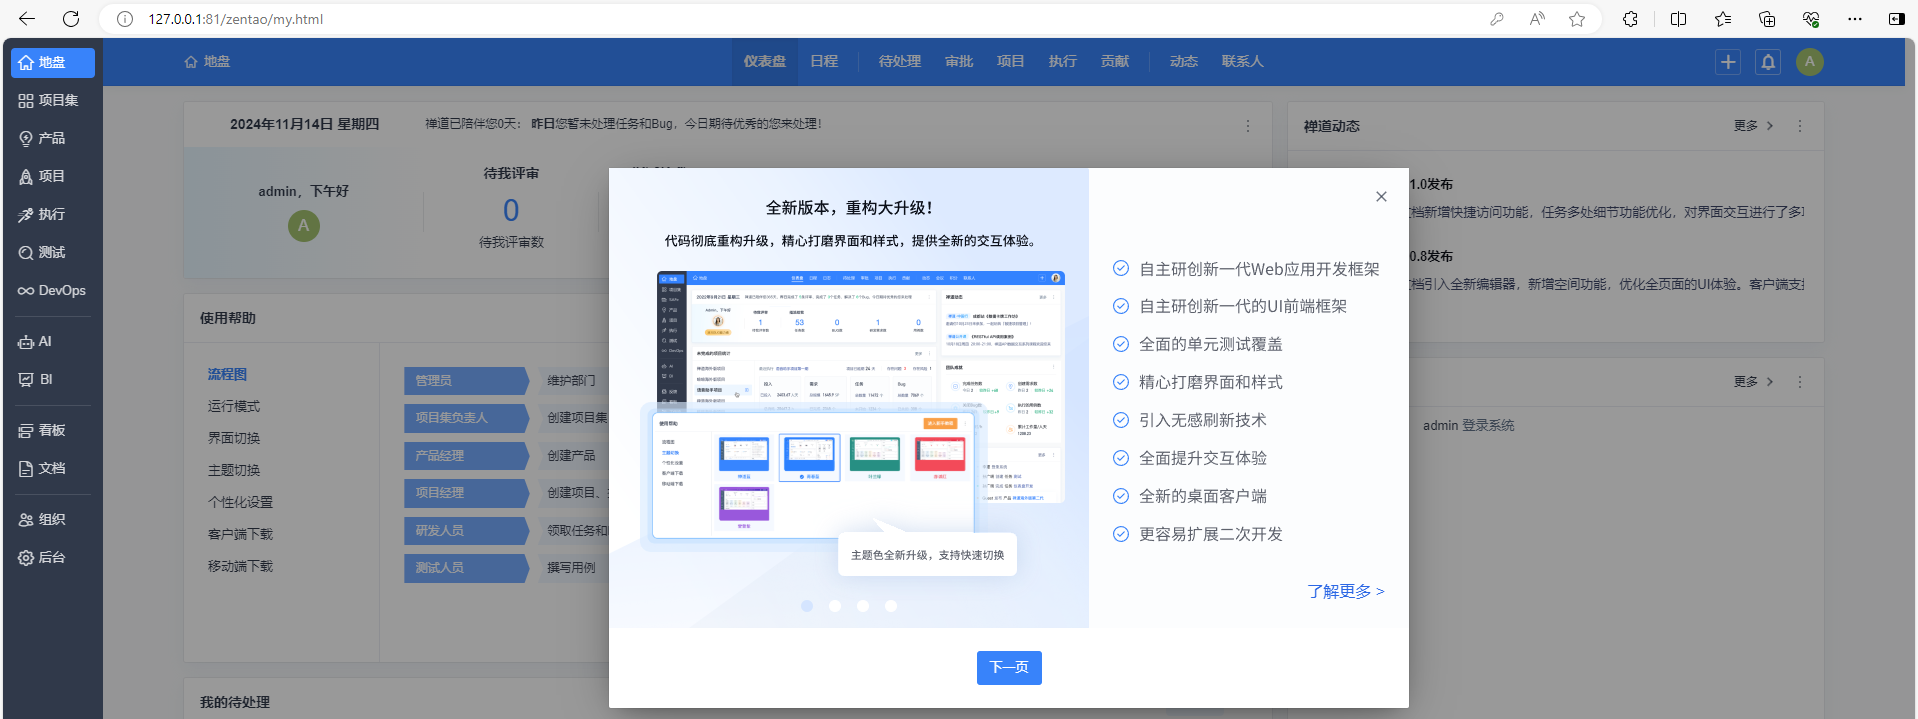 127.0.0.1:81/zentao/my.html
地盘
项目集
产品
项目
执行
测试
DevOps
AI
BI
看板
文档
组织
后台
地盘
仪表盘
日程
待处理
审批
项目
执行
贡献
动态
联系人
A
2024年11月14日 星期四
禅道已陪伴您0天： 昨日您暂未处理任务和Bug，今日期待优秀的您来处理！
admin，下午好
A
待我评审
0
待我评审数
禅道动态
更多
1.0发布
档新增快捷访问功能，任务多处细节功能优化，对界面交互进行了多
0.8发布
档引入全新编辑器，新增空间功能，优化全页面的UI体验。客户端支
更多
admin 登录系统
使用帮助
流程图
运行模式
界面切换
主题切换
个性化设置
客户端下载
移动端下载
管理员
维护部门
项目集负责人
创建项目集
产品经理
创建产品
项目经理
创建项目、
研发人员
领取任务和
测试人员
撰写用例
我的待处理
全新版本，重构大升级！
代码彻底重构升级，精心打磨界面和样式，提供全新的交互体验。
主题色全新升级，支持快速切换
自主研创新一代Web应用开发框架
自主研创新一代的UI前端框架
全面的单元测试覆盖
精心打磨界面和样式
引入无感刷新技术
全面提升交互体验
全新的桌面客户端
更容易扩展二次开发
了解更多 >
下一页